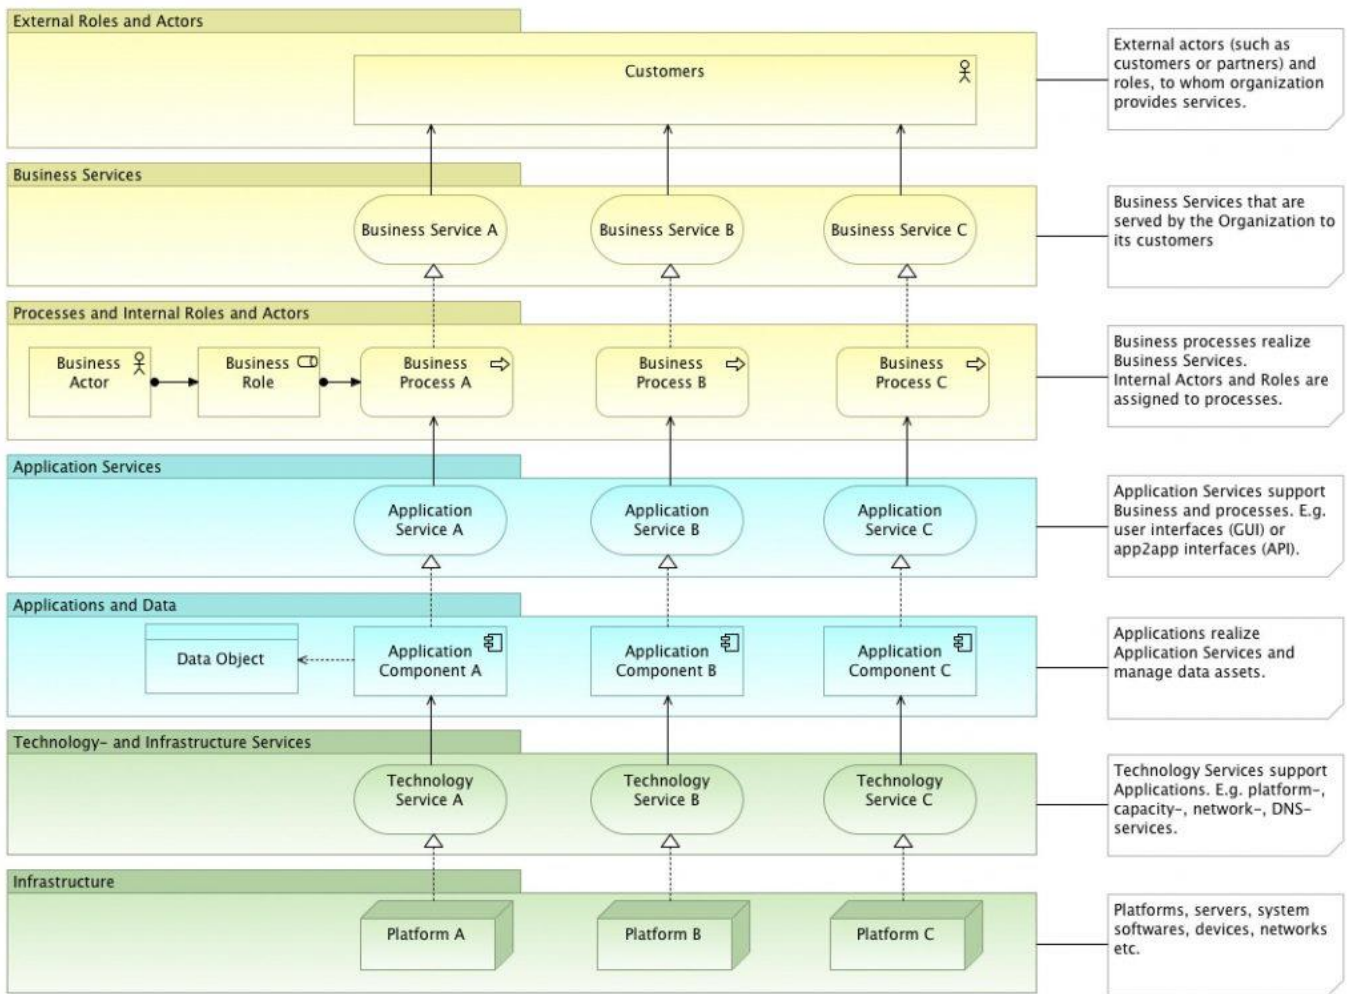 External Roles and Actors
Customers
External actors (such as
customers or partners) and
roles, to whom organization
provides services.
Business Services
Business Service A
Business Service B
Business Service C
Business Services that are
served by the Organization to
its customers
Processes and Internal Roles and Actors
Business
Actor
Business
Role
Business
Process A
Business
Process B
Business
Process C
Business processes realize
Business Services.
Internal Actors and Roles are
assigned to processes.
Application Services
Application
Service A
Application
Service B
Application
Service C
Application Services support
Business and processes. E.g.
user interfaces (GUI) or
app2app interfaces (API).
Applications and Data
Data Object
Application
Component A
Application
Component B
Application
Component C
Applications realize
Application Services and
manage data assets.
Technology- and Infrastructure Services
Technology
Service A
Technology
Service B
Technology
Service C
Technology Services support
Applications. E.g. platform-,
capacity-, network-, DNS-
services.
Infrastructure
Platform A
Platform B
Platform C
Platforms, servers, system
softwares, devices, networks
etc.